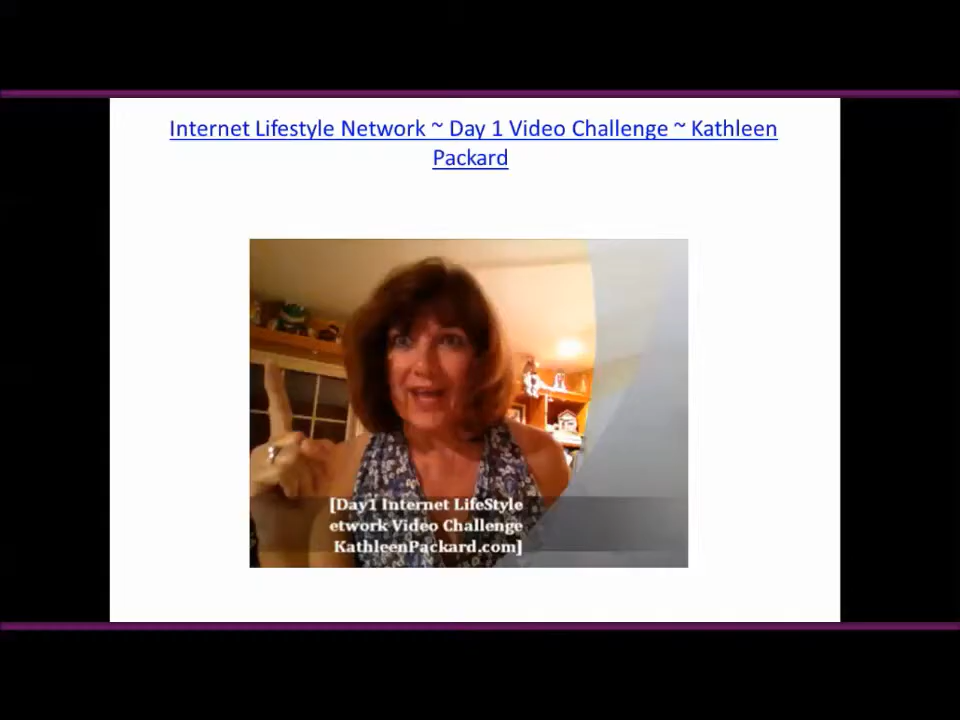 Internet Lifestyle Network ~ Day 1 Video Challenge ~ Kathleen
Packard
[Day1 Internet LifeStyle
etwork Video Challenge
KathleenPackard.com]